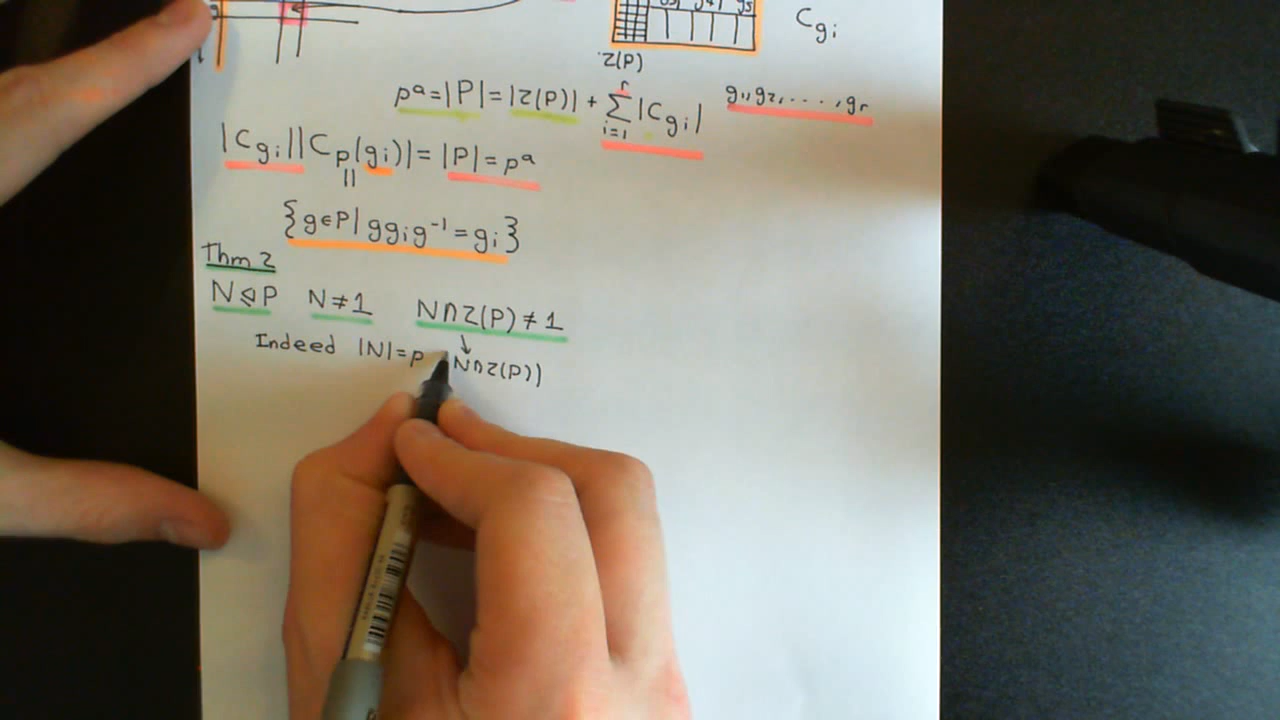 C_{g_i}
Z(P)
p^a = |P| = |Z(P)| + \sum_{i=1}^{r} |C_{g_i}| g_1, g_2, ...., g_r
|C_{g_i}||C_P(g_i)| = |P| = p^a
||
{g∈P | g g_i g^{-1} = g_i}
Thm 2
N ⊴ P N ≠ 1 N∩Z(P) ≠ 1
↓
Indeed |N| = p N∩Z(P))